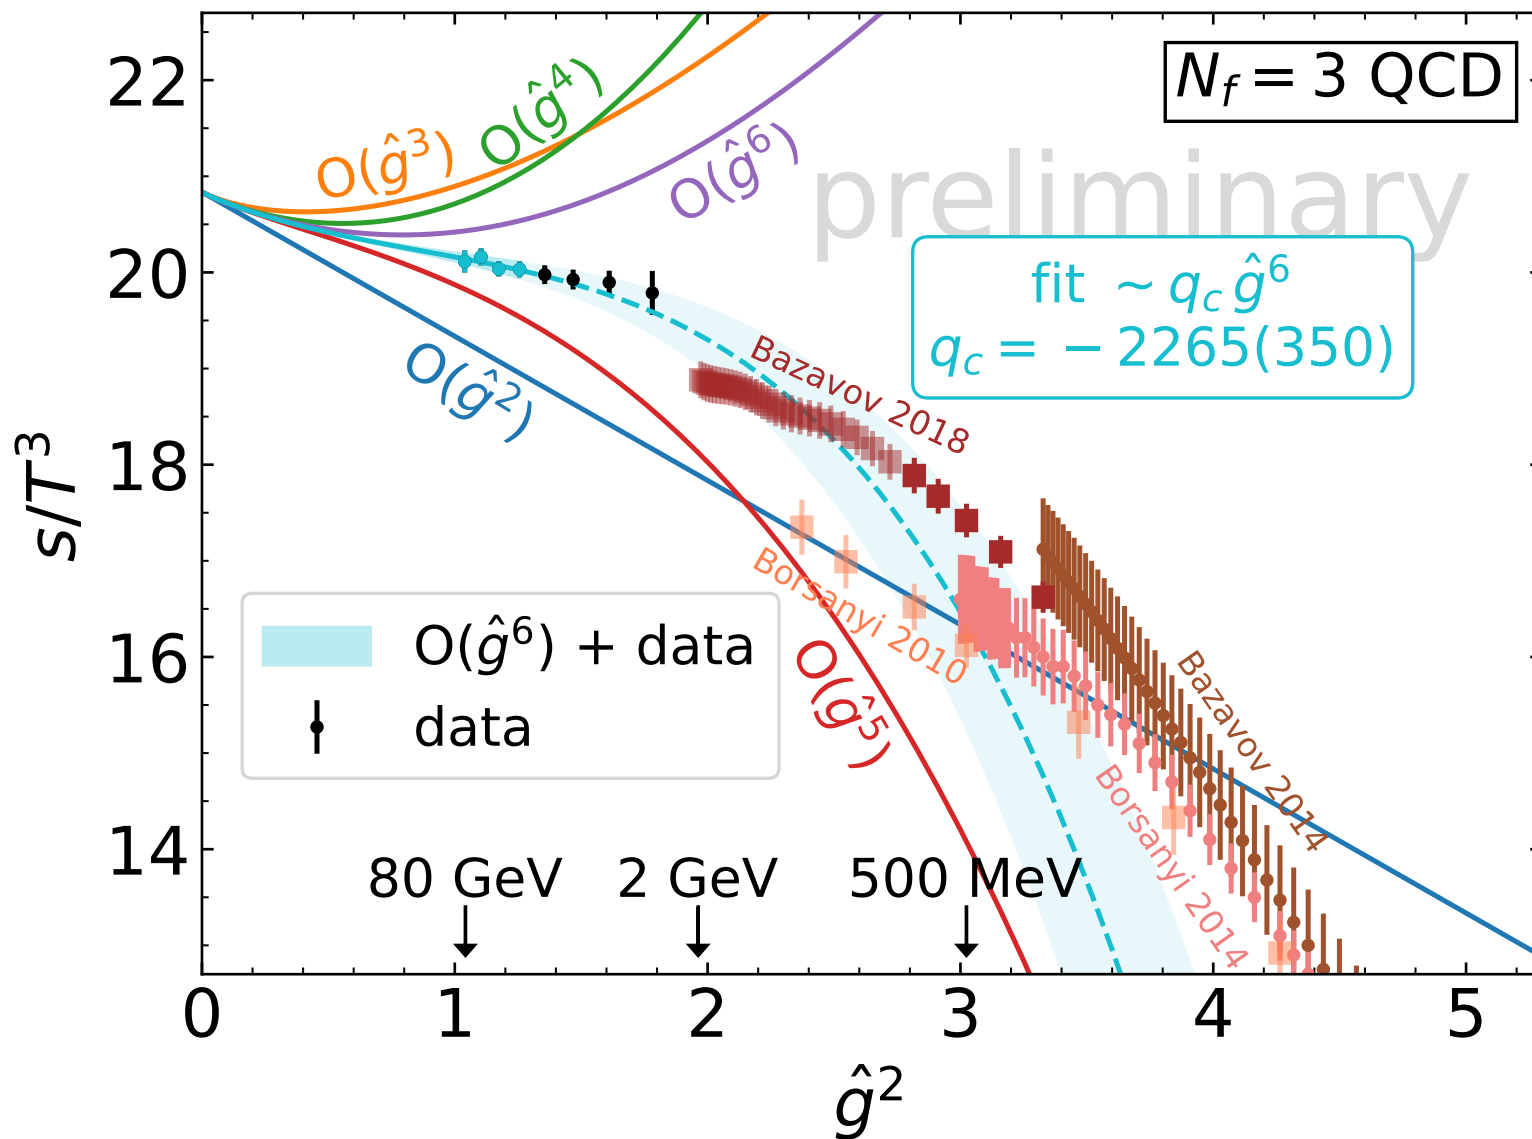 22
20
18
16
14
s/T³
N_f = 3 QCD
preliminary
O(ĝ³)
O(ĝ⁴)
O(ĝ⁶)
fit ~ q_c ĝ⁶
q_c = − 2265(350)
O(ĝ²)
Bazavov 2018
Borsanyi 2010
O(ĝ⁵)
Bazavov 2014
Borsanyi 2014
O(ĝ⁶) + data
data
80 GeV
2 GeV
500 MeV
0 1 2 3 4 5
ĝ²